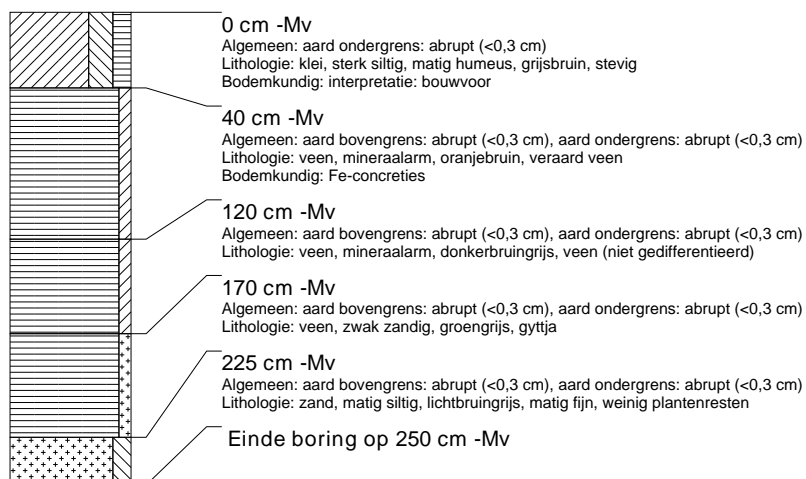 0 cm -Mv
Algemeen: aard ondergrens: abrupt (<0,3 cm)
Lithologie: klei, sterk siltig, matig humeus, grijsbruin, stevig
Bodemkundig: interpretatie: bouwvoor
40 cm -Mv
Algemeen: aard bovengrens: abrupt (<0,3 cm), aard ondergrens: abrupt (<0,3 cm)
Lithologie: veen, mineraalarm, oranjebruin, veraard veen
Bodemkundig: Fe-concreties
120 cm -Mv
Algemeen: aard bovengrens: abrupt (<0,3 cm), aard ondergrens: abrupt (<0,3 cm)
Lithologie: veen, mineraalarm, donkerbruingrijs, veen (niet gedifferentieerd)
170 cm -Mv
Algemeen: aard bovengrens: abrupt (<0,3 cm), aard ondergrens: abrupt (<0,3 cm)
Lithologie: veen, zwak zandig, groengrijs, gyttja
225 cm -Mv
Algemeen: aard bovengrens: abrupt (<0,3 cm), aard ondergrens: abrupt (<0,3 cm)
Lithologie: zand, matig siltig, lichtbruingrijs, matig fijn, weinig plantenresten
Einde boring op 250 cm -Mv